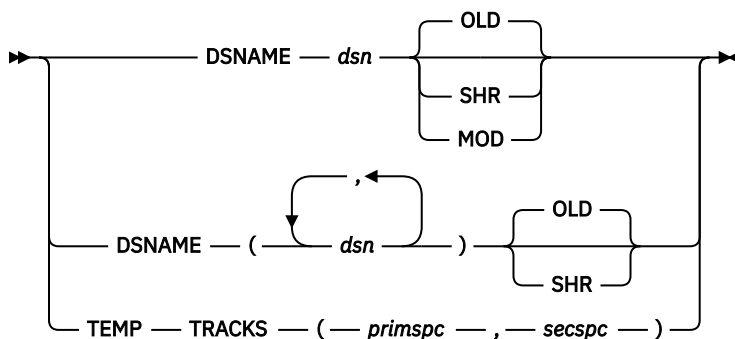 OLD
DSNAME dsn
SHR
MOD
,
OLD
DSNAME ( dsn )
SHR
TEMP TRACKS ( primspc , secspc )